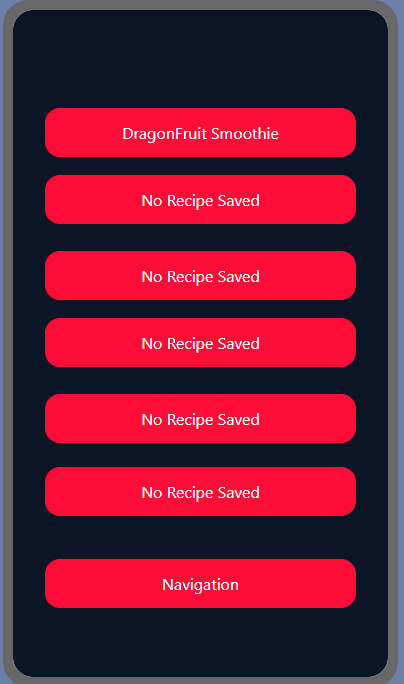 DragonFruit Smoothie
No Recipe Saved
No Recipe Saved
No Recipe Saved
No Recipe Saved
No Recipe Saved
Navigation